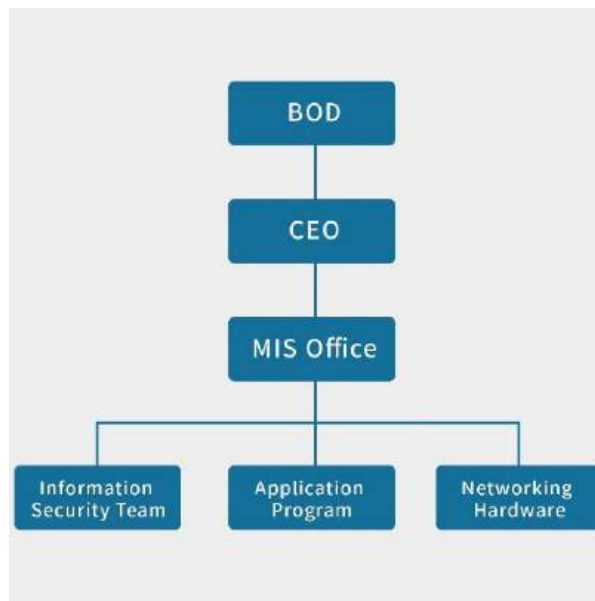 BOD
CEO
MIS Office
Information
Security Team
Application
Program
Networking
Hardware